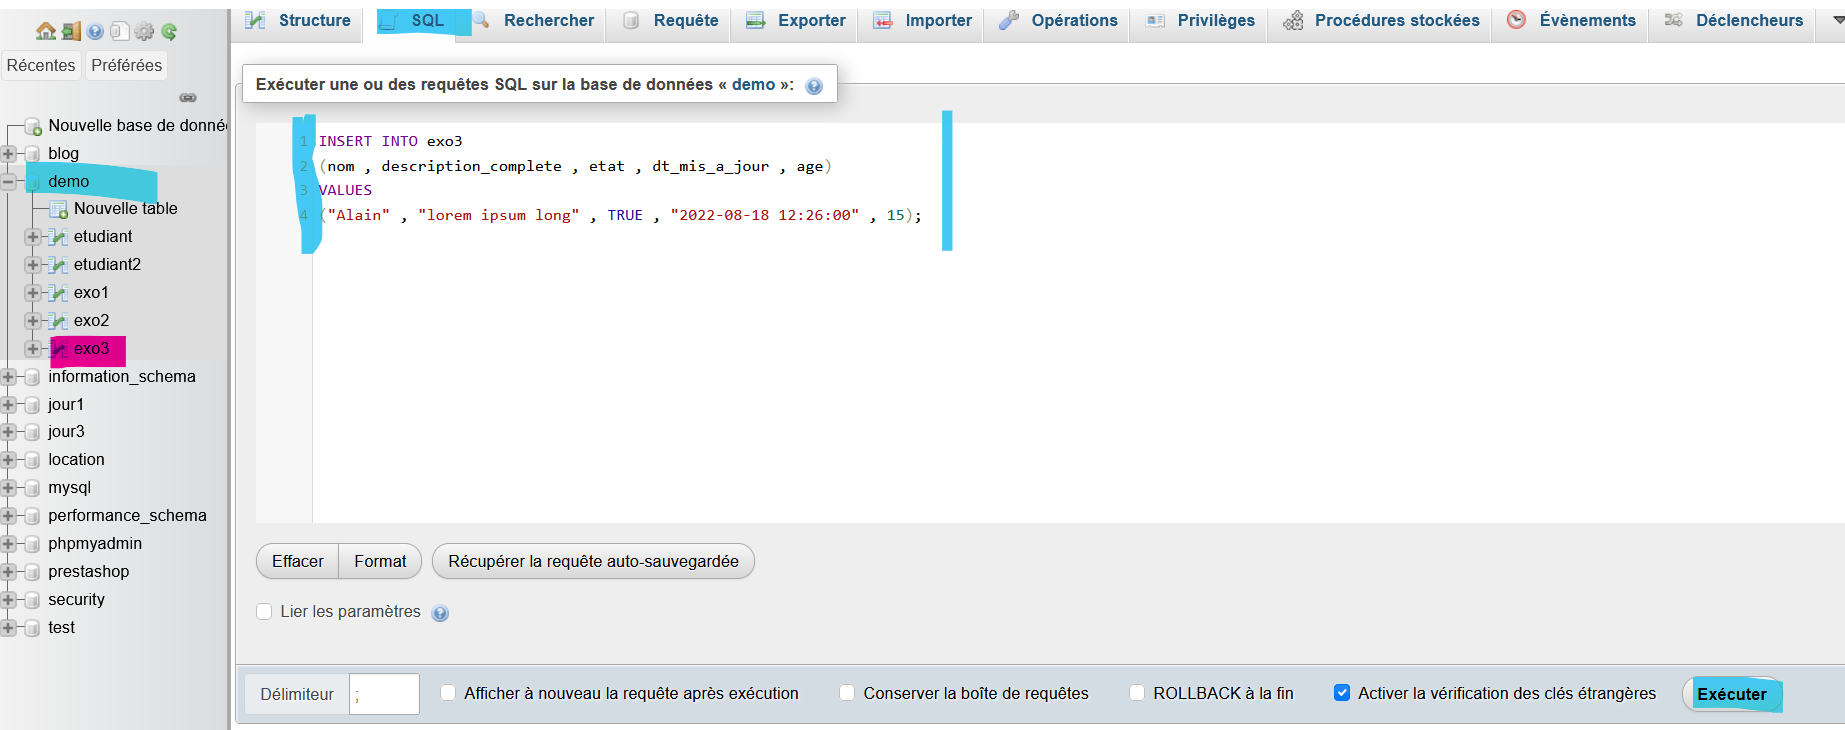 Structure
SQL
Rechercher
Requête
Exporter
Importer
Opérations
Privilèges
Procédures stockées
Évènements
Déclencheurs
Récentes
Préférées
Nouvelle base de donné
blog
demo
Nouvelle table
etudiant
etudiant2
exo1
exo2
exo3
information_schema
jour1
jour3
location
mysql
performance_schema
phpmyadmin
prestashop
security
test
Exécuter une ou des requêtes SQL sur la base de données « demo »:
1 INSERT INTO exo3
2 (nom , description_complete , etat , dt_mis_a_jour , age)
3 VALUES
4 ("Alain" , "lorem ipsum long" , TRUE , "2022-08-18 12:26:00" , 15);
Effacer
Format
Récupérer la requête auto-sauvegardée
Lier les paramètres
Délimiteur
;
Afficher à nouveau la requête après exécution
Conserver la boîte de requêtes
ROLLBACK à la fin
Activer la vérification des clés étrangères
Exécuter